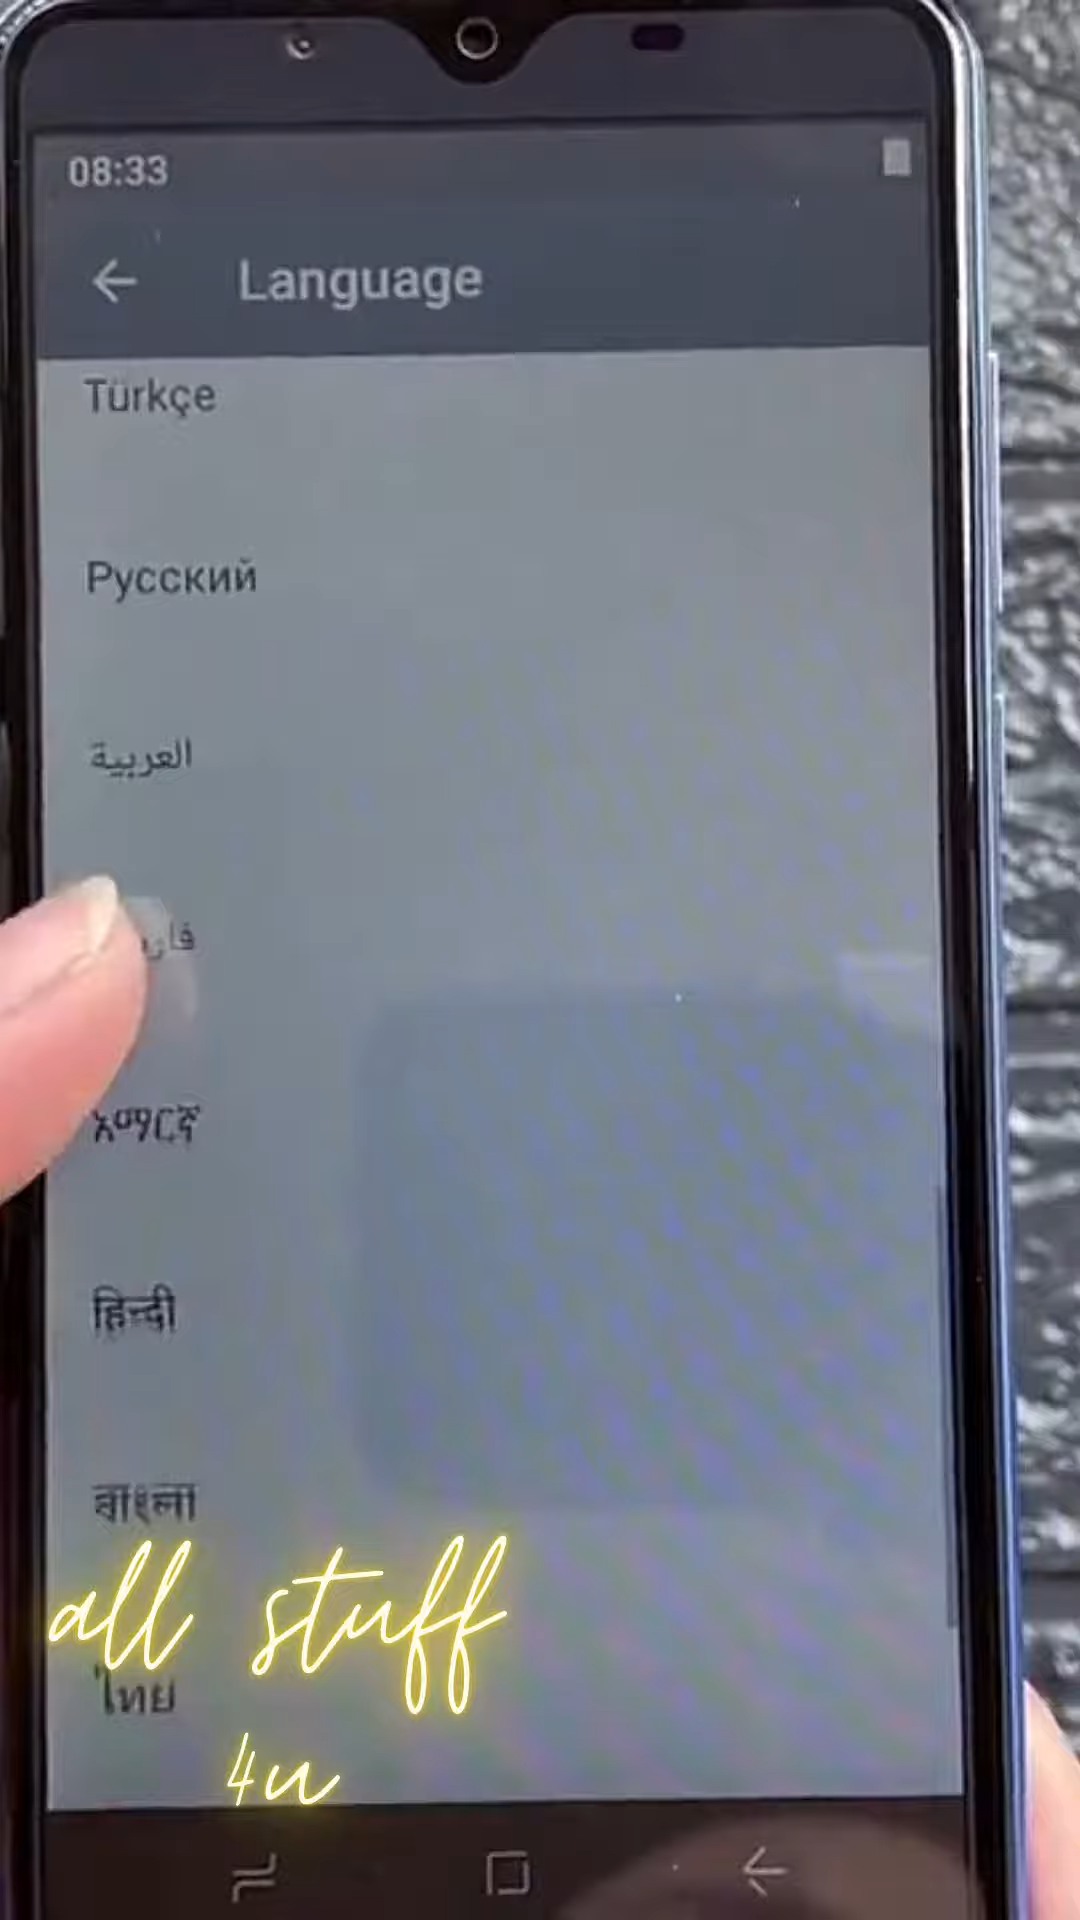 08:33
Language
Türkçe
Русский
العربية
አማርኛ
हिन्दी
বাংলা
all stuff
ไทย
4u